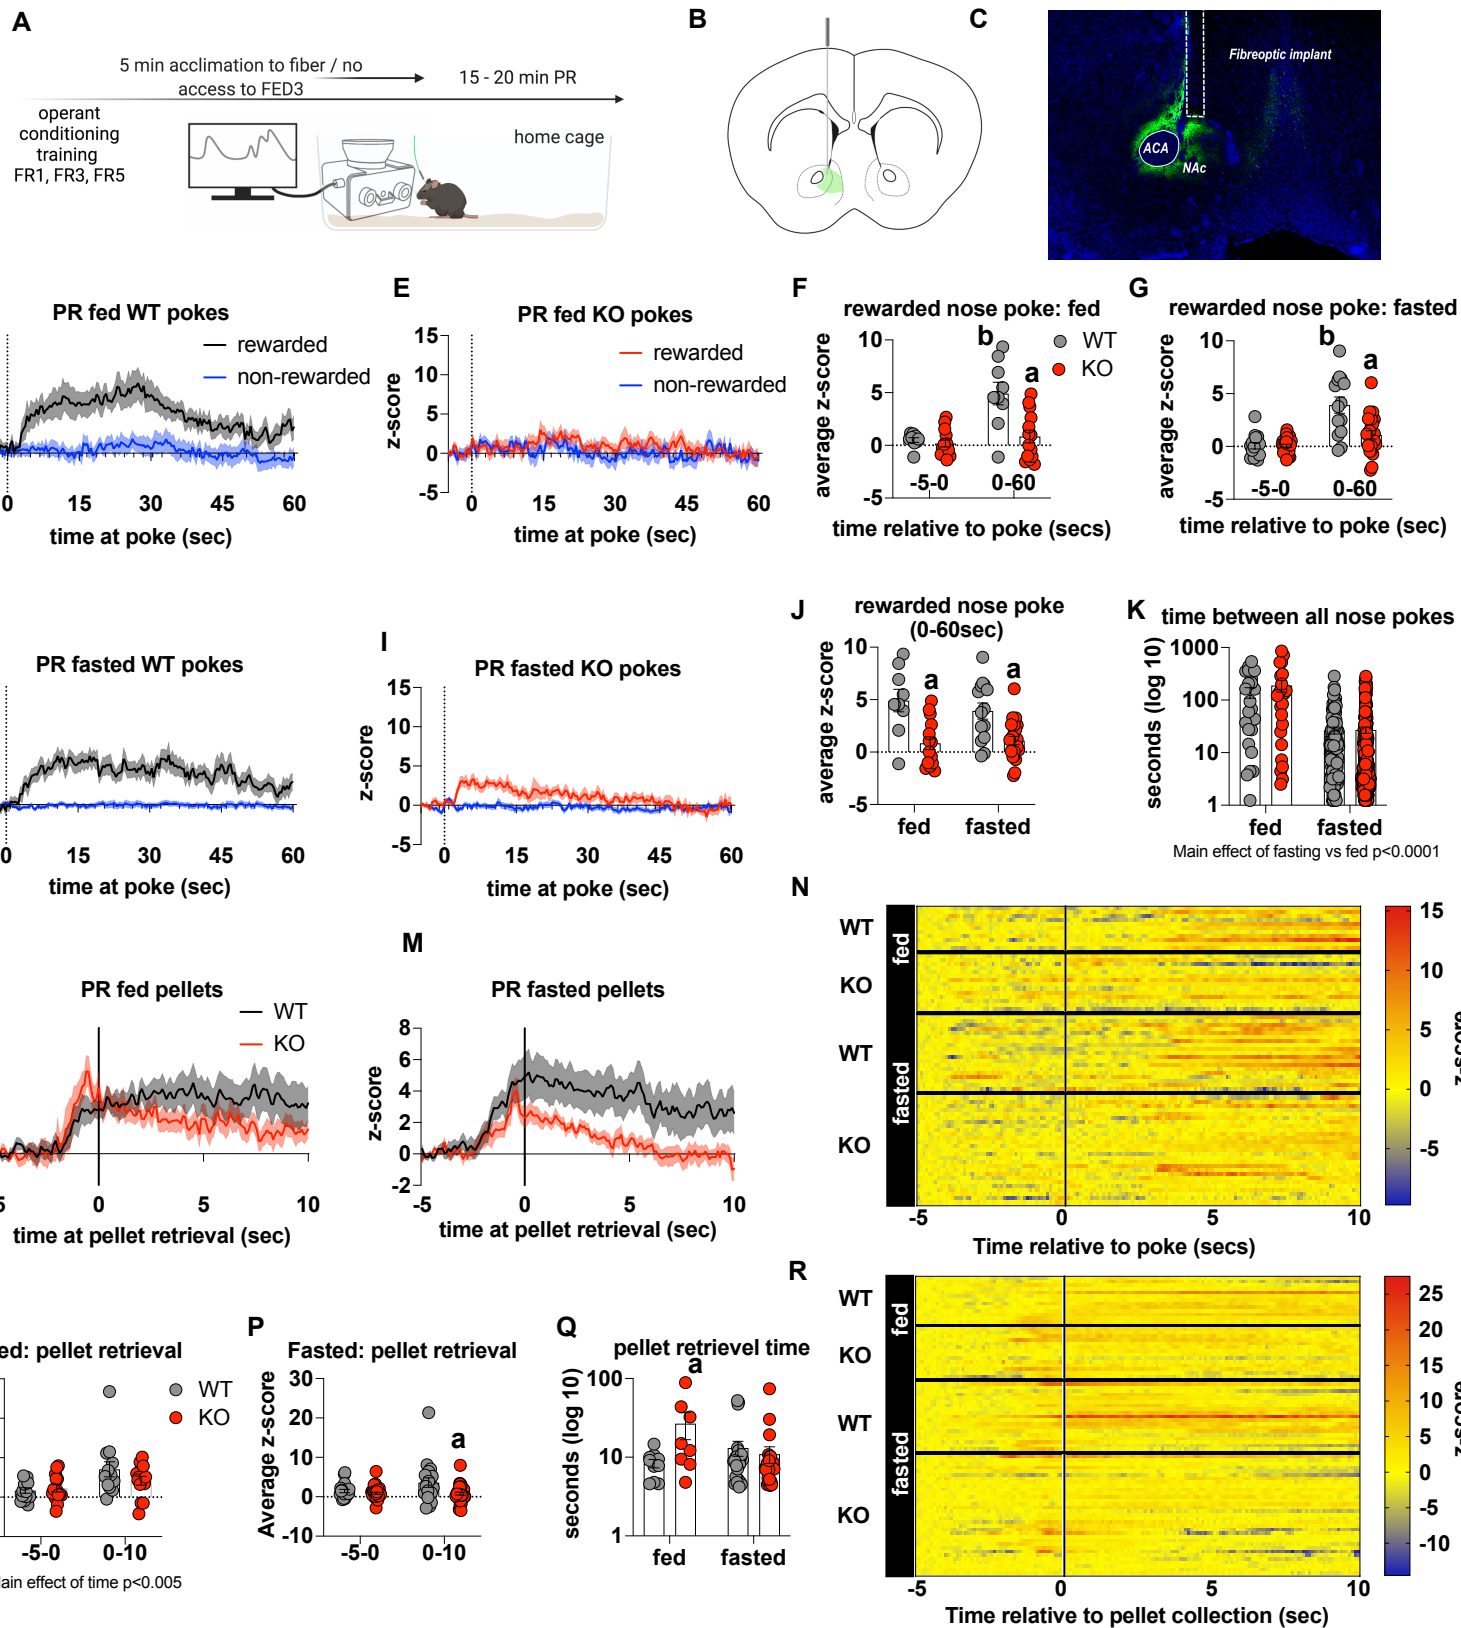 A
5 min acclimation to fiber / no
access to FED3
15 - 20 min PR
operant
conditioning
training
FR1, FR3, FR5
home cage
B
C
Fibreoptic implant
ACA
NAc
PR fed WT pokes
rewarded
non-rewarded
0 15 30 45 60
time at poke (sec)
E
PR fed KO pokes
rewarded
non-rewarded
z-score
15
10
5
0
-5
0 15 30 45 60
time at poke (sec)
F
rewarded nose poke: fed
average z-score
10
5
0
-5
b
a
WT
KO
-5-0 0-60
time relative to poke (secs)
G
rewarded nose poke: fasted
average z-score
10
5
0
-5
b
a
-5-0 0-60
time relative to poke (sec)
PR fasted WT pokes
0 15 30 45 60
time at poke (sec)
I
PR fasted KO pokes
z-score
15
10
5
0
-5
0 15 30 45 60
time at poke (sec)
J
rewarded nose poke
(0-60sec)
average z-score
10
5
0
-5
a
a
fed fasted
K
time between all nose pokes
seconds (log 10)
1000
100
10
1
fed fasted
Main effect of fasting vs fed p<0.0001
PR fed pellets
WT
KO
0 5 10
time at pellet retrieval (sec)
M
PR fasted pellets
z-score
8
6
4
2
0
-2
-5 0 5 10
time at pellet retrieval (sec)
N
WT
KO
WT
KO
fed
fasted
-5 0 5 10
Time relative to poke (secs)
15
10
5
0
-5
z-score
ed: pellet retrieval
WT
KO
-5-0 0-10
ain effect of time p<0.005
P
Fasted: pellet retrieval
Average z-score
30
20
10
0
-10
a
-5-0 0-10
Q
pellet retrievel time
seconds (log 10)
100
10
1
a
fed fasted
R
WT
KO
WT
KO
fed
fasted
-5 0 5 10
Time relative to pellet collection (sec)
25
20
15
10
5
0
-5
-10
z-score